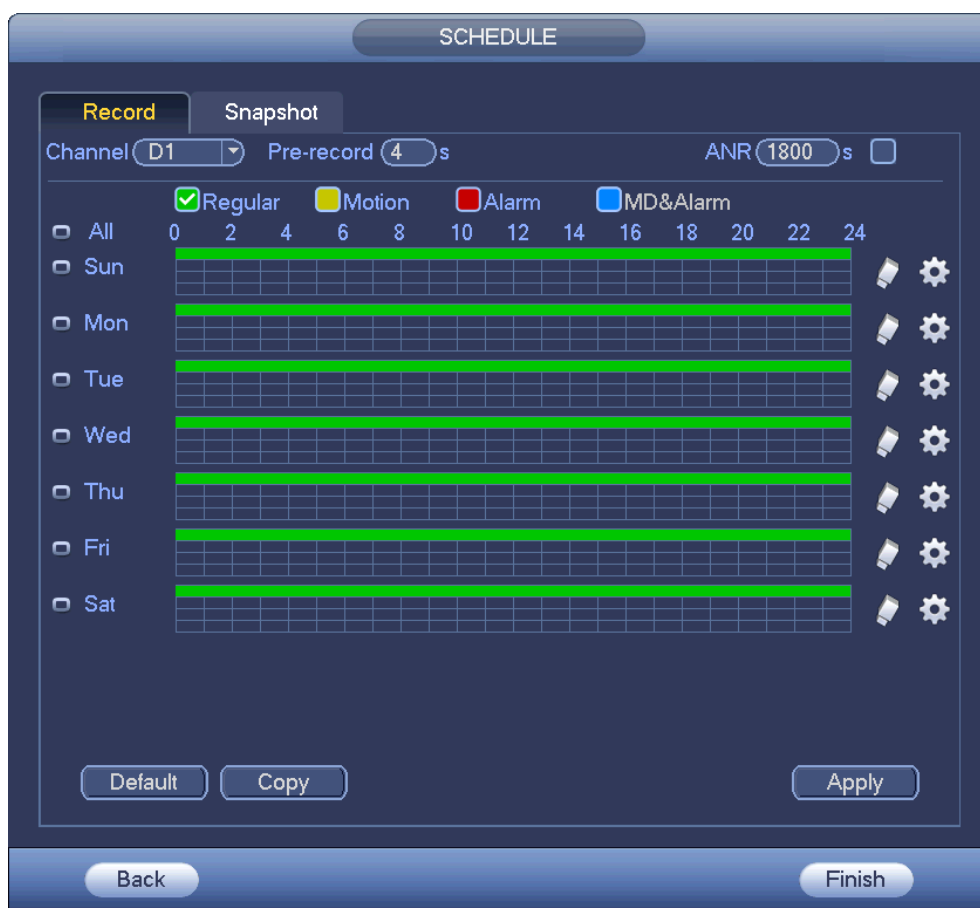 SCHEDULE
Record Snapshot
Channel D1 Pre-record 4 s ANR 1800 s
Regular Motion Alarm MD&Alarm
All 0 2 4 6 8 10 12 14 16 18 20 22 24
Sun
Mon
Tue
Wed
Thu
Fri
Sat
Default Copy Apply
Back Finish